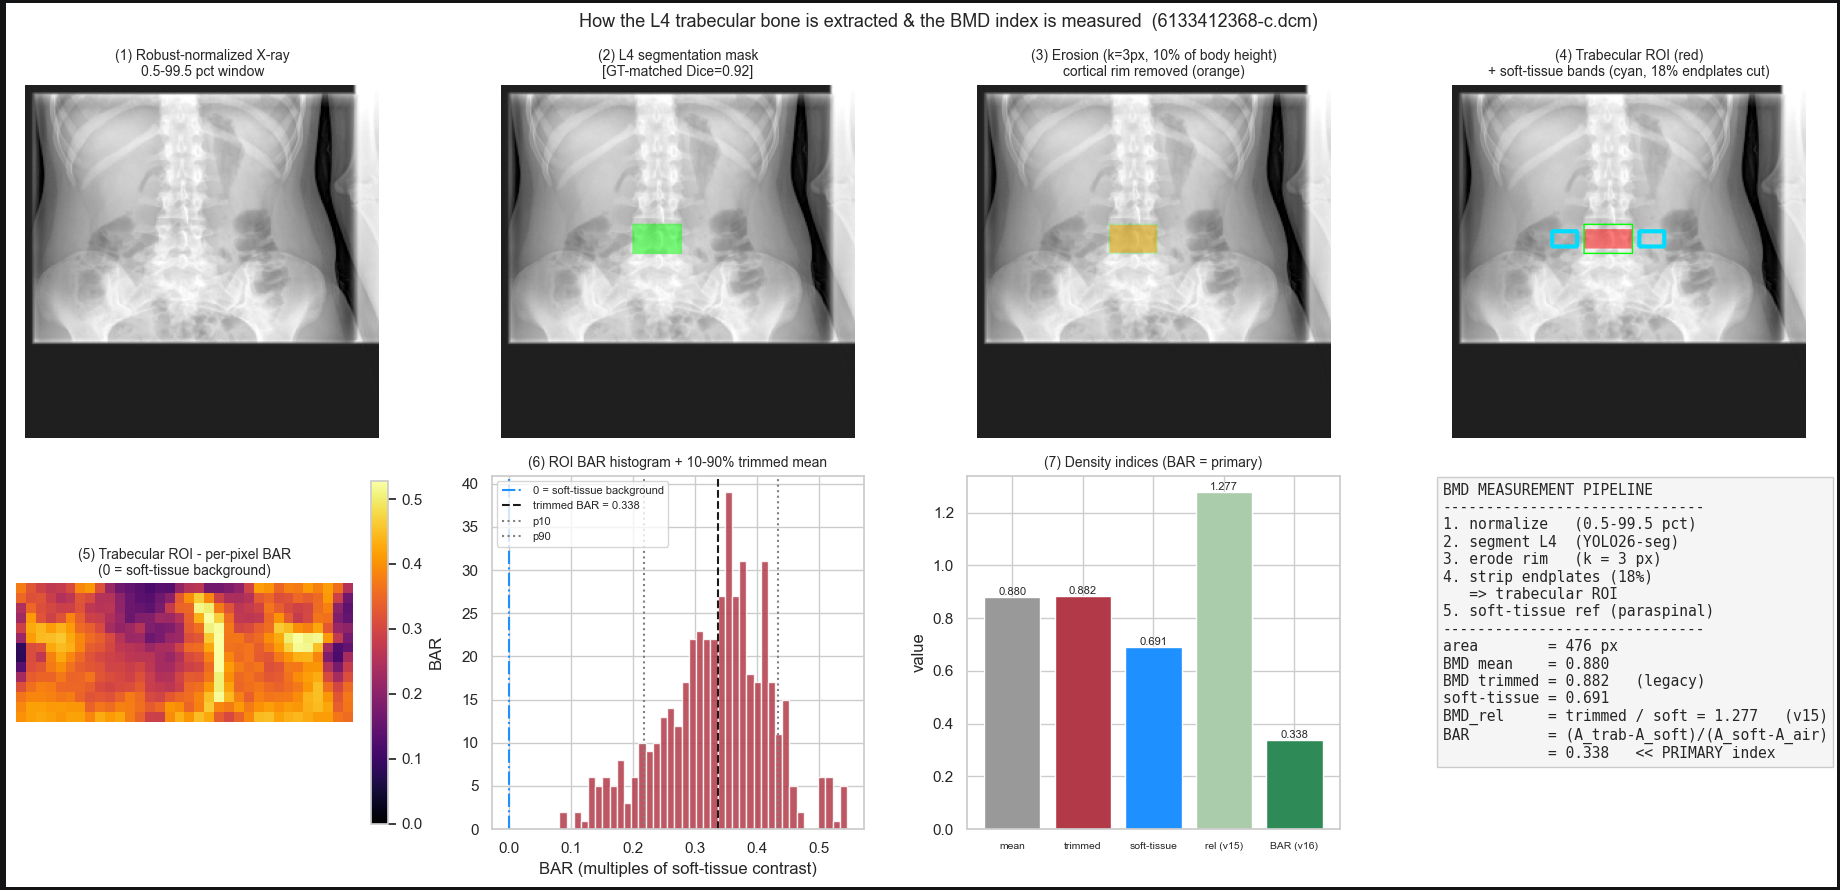 How the L4 trabecular bone is extracted & the BMD index is measured  (6133412368-c.dcm)
(1) Robust-normalized X-ray
0.5-99.5 pct window
(2) L4 segmentation mask
[GT-matched Dice=0.92]
(3) Erosion (k=3px, 10% of body height)
cortical rim removed (orange)
(4) Trabecular ROI (red)
+ soft-tissue bands (cyan, 18% endplates cut)
(5) Trabecular ROI - per-pixel BAR
(0 = soft-tissue background)
0.5
0.4
0.3
0.2
0.1
0.0
BAR
(6) ROI BAR histogram + 10-90% trimmed mean
0 = soft-tissue background
trimmed BAR = 0.338
p10
p90
40
35
30
25
20
15
10
5
0
0.0 0.1 0.2 0.3 0.4 0.5
BAR (multiples of soft-tissue contrast)
(7) Density indices (BAR = primary)
value
1.2
1.0
0.8
0.6
0.4
0.2
0.0
0.880
0.882
0.691
1.277
0.338
mean trimmed soft-tissue rel (v15) BAR (v16)
BMD MEASUREMENT PIPELINE
------------------------------
1. normalize   (0.5-99.5 pct)
2. segment L4  (YOLO26-seg)
3. erode rim   (k = 3 px)
4. strip endplates (18%)
=> trabecular ROI
5. soft-tissue ref (paraspinal)
------------------------------
area        = 476 px
BMD mean    = 0.880
BMD trimmed = 0.882   (legacy)
soft-tissue = 0.691
BMD_rel     = trimmed / soft = 1.277   (v15)
BAR         = (A_trab-A_soft)/(A_soft-A_air)
= 0.338   << PRIMARY index